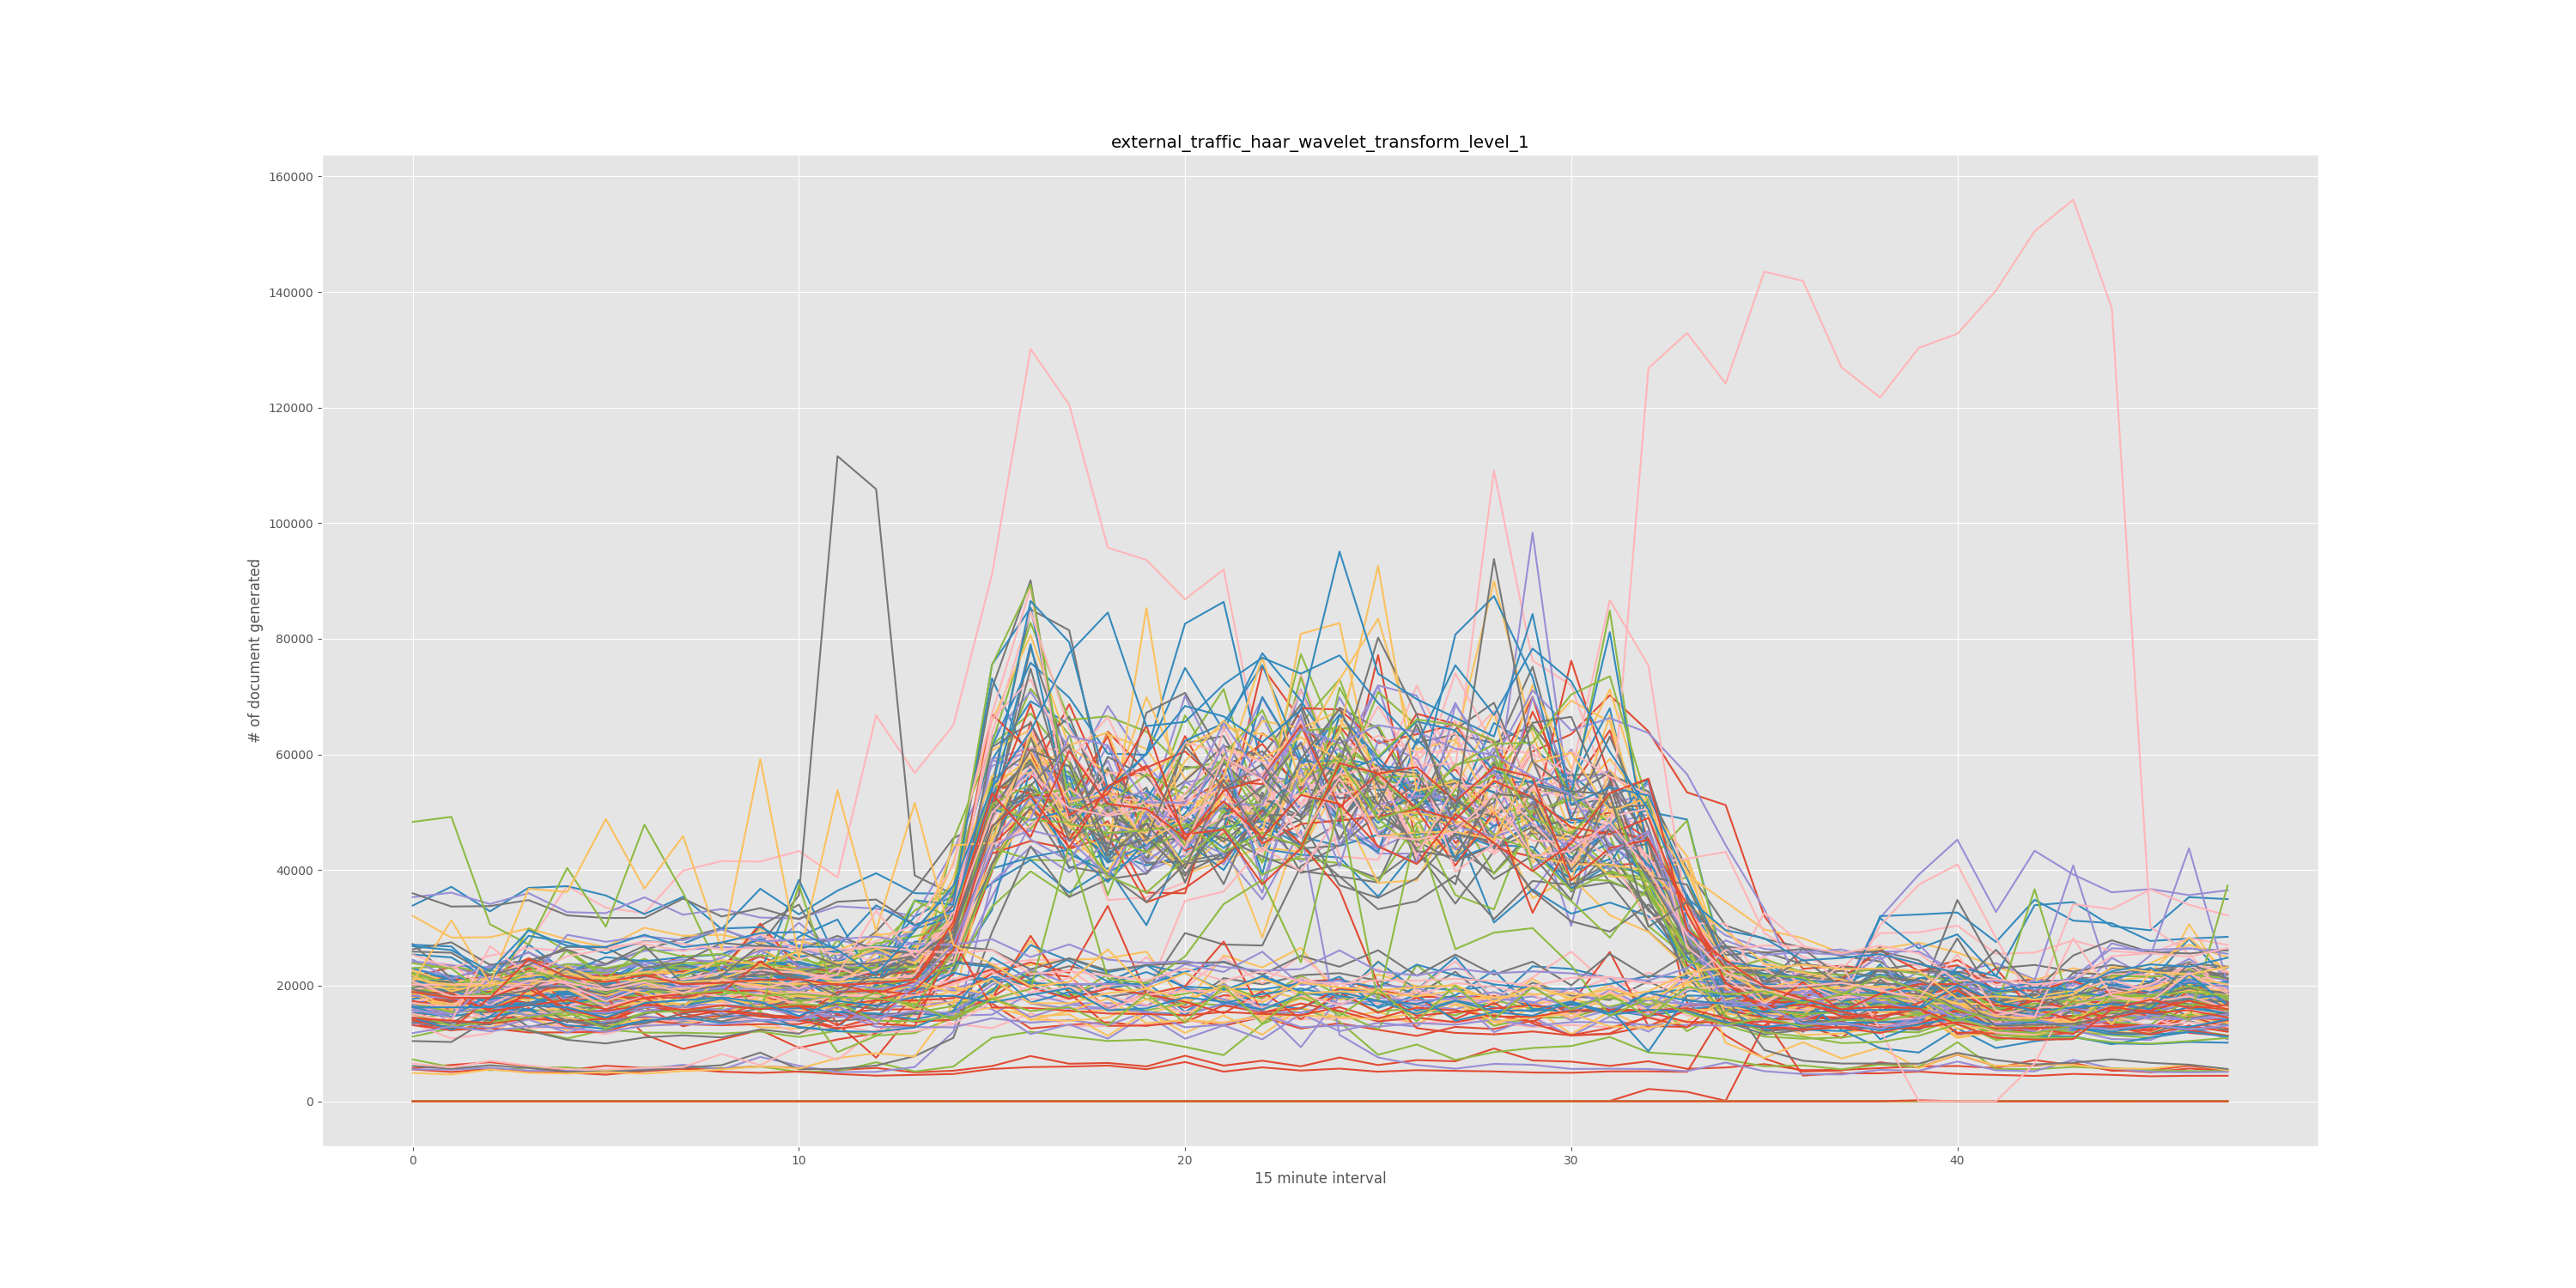 external_traffic_haar_wavelet_transform_level_1
160000
140000
120000
100000
80000
60000
40000
20000
0
# of document generated
0 10 20 30 40
15 minute interval